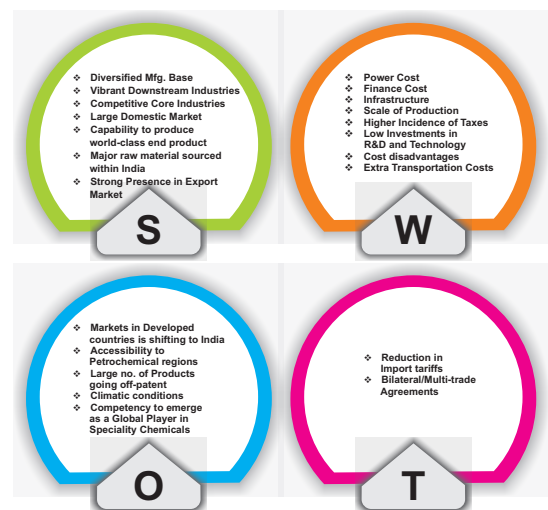 ❖ Diversified Mfg. Base
❖ Vibrant Downstream Industries
❖ Competitive Core Industries
❖ Large Domestic Market
❖ Capability to produce
world-class end product
❖ Major raw material sourced
within India
❖ Strong Presence in Export
Market
S
❖ Power Cost
❖ Finance Cost
❖ Infrastructure
❖ Scale of Production
❖ Higher Incidence of Taxes
❖ Low Investments in
R&D and Technology
❖ Cost disadvantages
❖ Extra Transportation Costs
W
❖ Markets in Developed
countries is shifting to India
❖ Accessibility to
Petrochemical regions
❖ Large no. of Products
going off-patent
❖ Climatic conditions
❖ Competency to emerge
as a Global Player in
Speciality Chemicals
O
❖ Reduction in
Import tariffs
❖ Bilateral/Multi-trade
Agreements
T